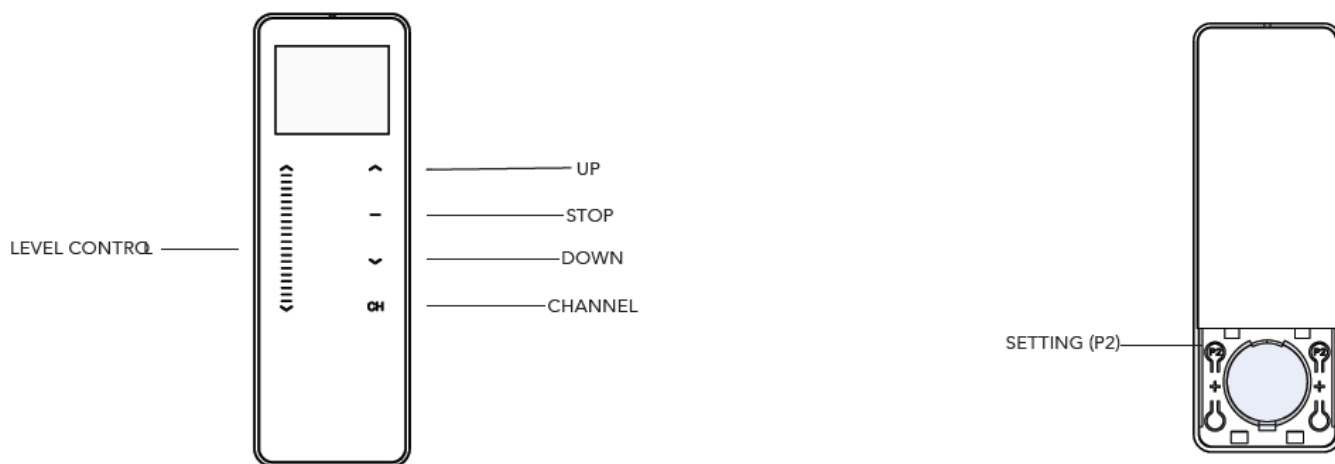 UP
STOP
LEVEL CONTROL
DOWN
CH
CHANNEL
SETTING (P2)
P2
P2